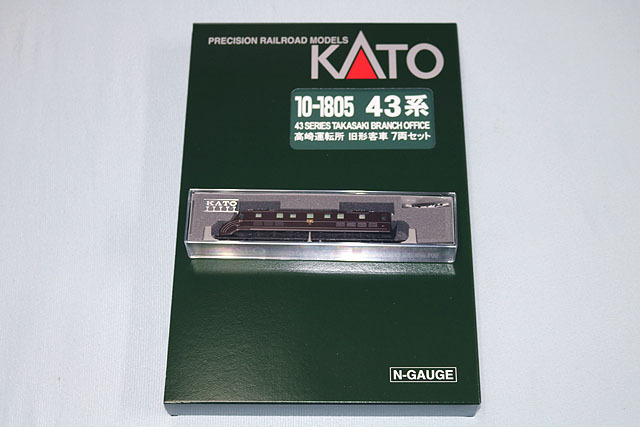 PRECISION RAILROAD MODELS
KATO
10-1805 43系
43 SERIES TAKASAKI BRANCH OFFICE
高崎運転所 旧形客車 7両セット
KATO
N-GAUGE